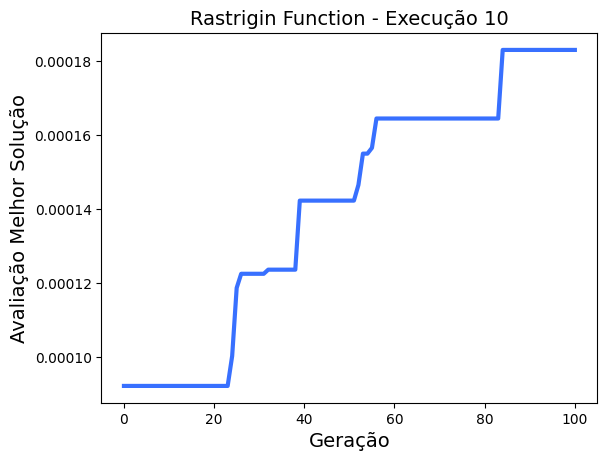 Rastrigin Function - Execução 10
Avaliação Melhor Solução
0.00018
0.00016
0.00014
0.00012
0.00010
0 20 40 60 80 100
Geração